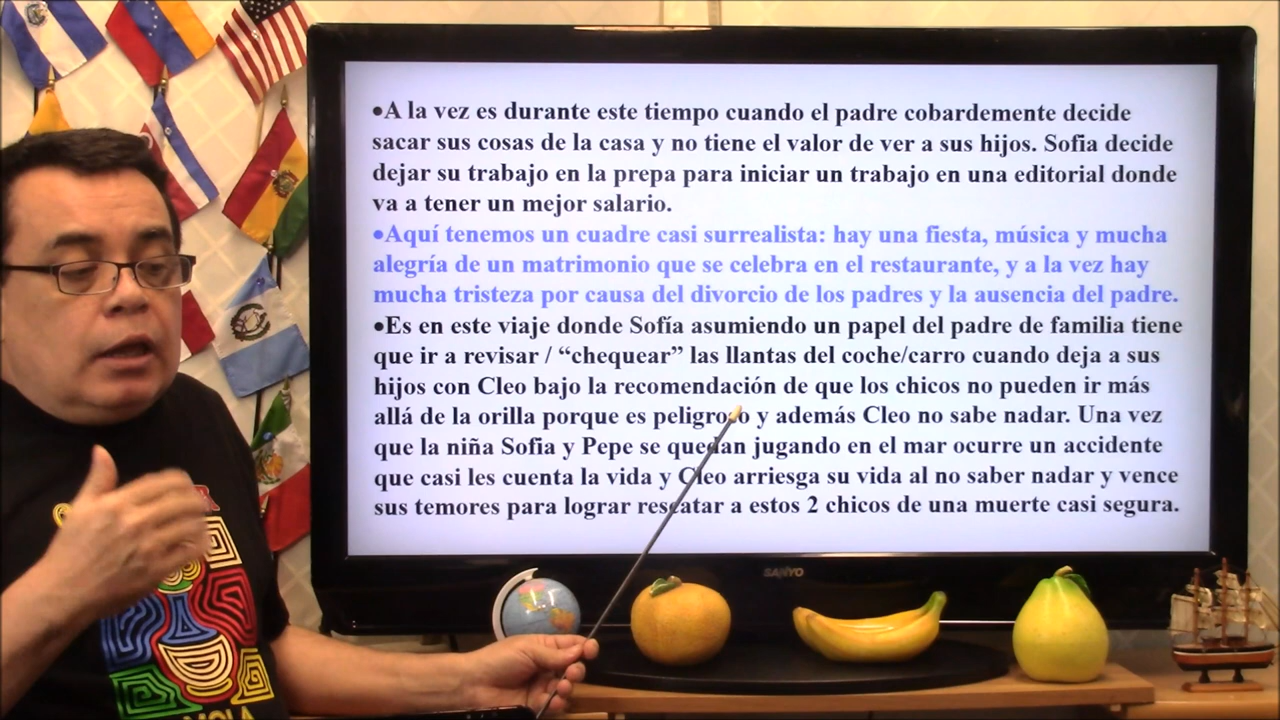 •A la vez es durante este tiempo cuando el padre cobardemente decide
sacar sus cosas de la casa y no tiene el valor de ver a sus hijos. Sofia decide
dejar su trabajo en la prepa para iniciar un trabajo en una editorial donde
va a tener un mejor salario.
•Aquí tenemos un cuadre casi surrealista: hay una fiesta, música y mucha
alegría de un matrimonio que se celebra en el restaurante, y a la vez hay
mucha tristeza por causa del divorcio de los padres y la ausencia del padre.
•Es en este viaje donde Sofía asumiendo un papel del padre de familia tiene
que ir a revisar / “chequear” las llantas del coche/carro cuando deja a sus
hijos con Cleo bajo la recomendación de que los chicos no pueden ir más
allá de la orilla porque es peligroso y además Cleo no sabe nadar. Una vez
que la niña Sofia y Pepe se quedan jugando en el mar ocurre un accidente
que casi les cuenta la vida y Cleo arriesga su vida al no saber nadar y vence
sus temores para lograr rescatar a estos 2 chicos de una muerte casi segura.
SANYO
MOLA